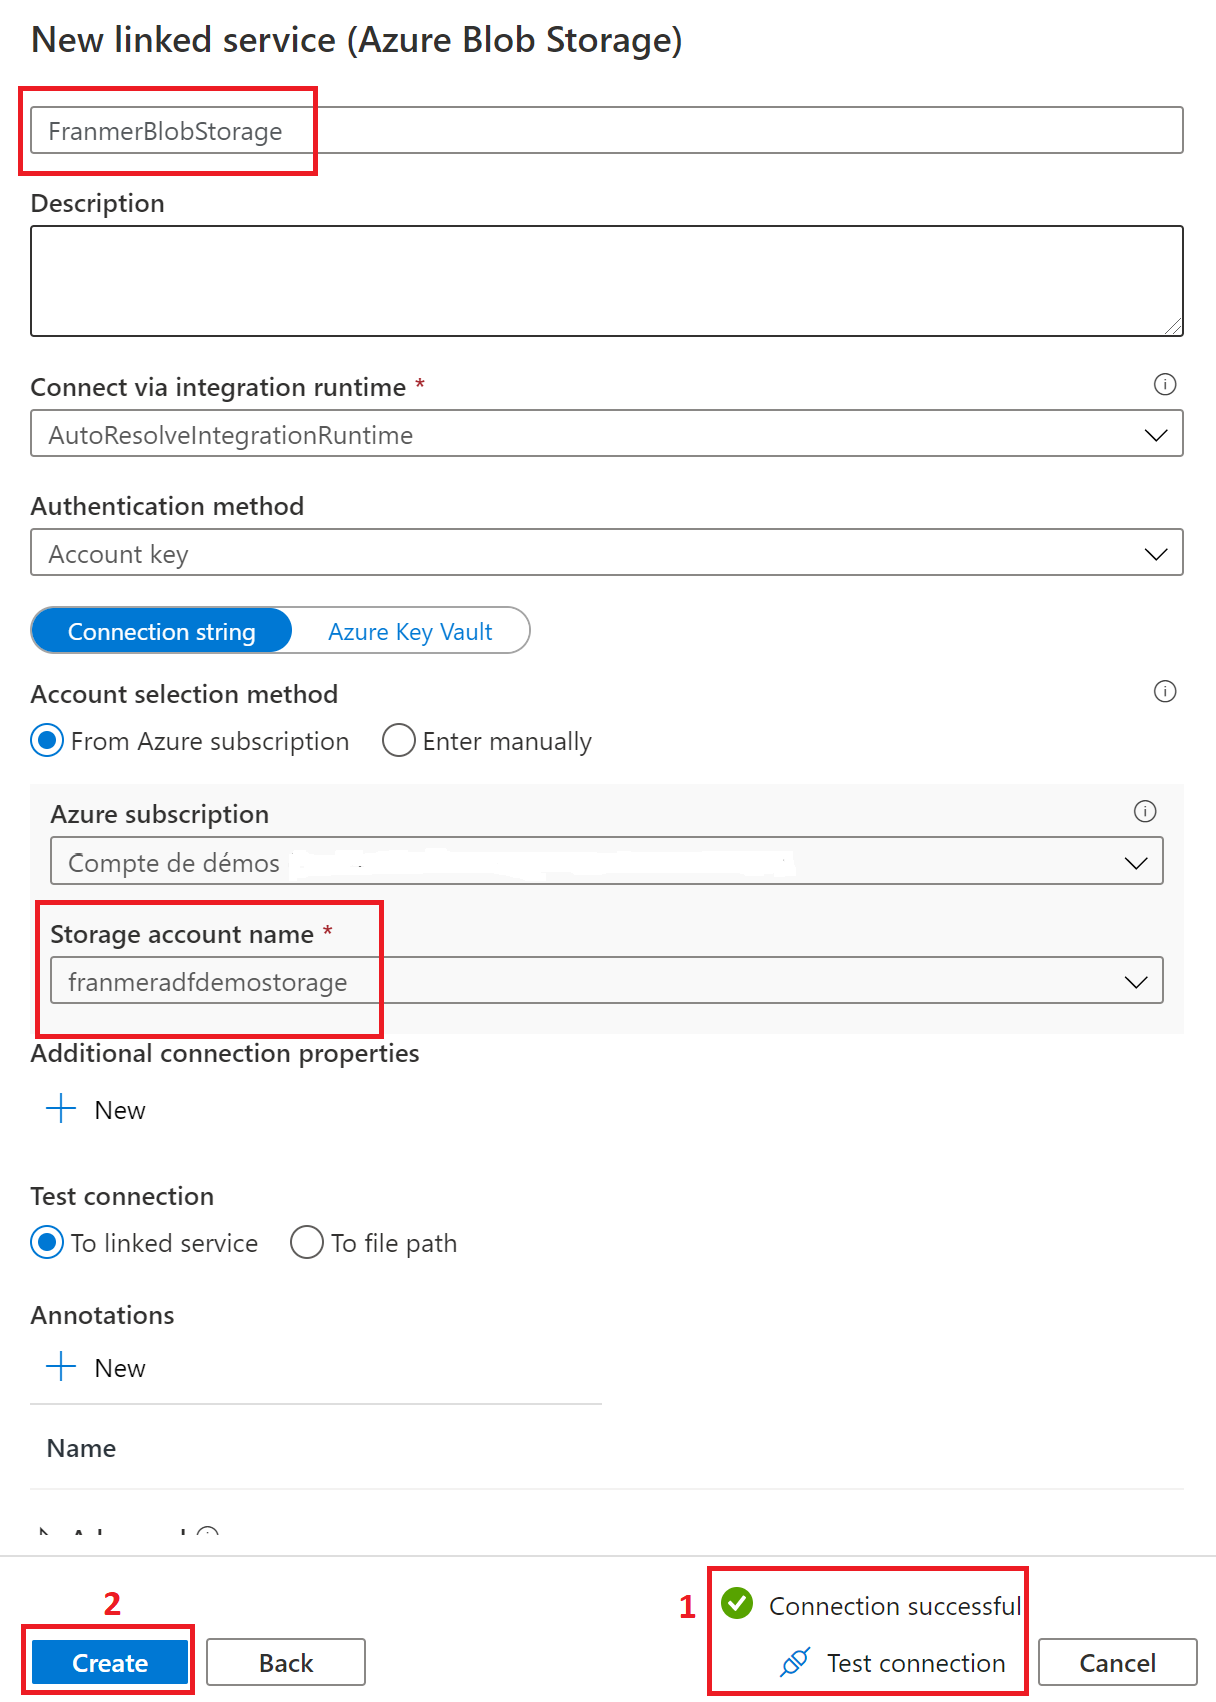 New linked service (Azure Blob Storage)
FranmerBlobStorage
Description
Connect via integration runtime *
AutoResolveIntegrationRuntime
Authentication method
Account key
Connection string Azure Key Vault
Account selection method
From Azure subscription Enter manually
Azure subscription
Compte de démos
Storage account name *
franmeradfdemostorage
Additional connection properties
New
Test connection
To linked service To file path
Annotations
New
Name
2
1 Connection successful
Create Back Test connection Cancel